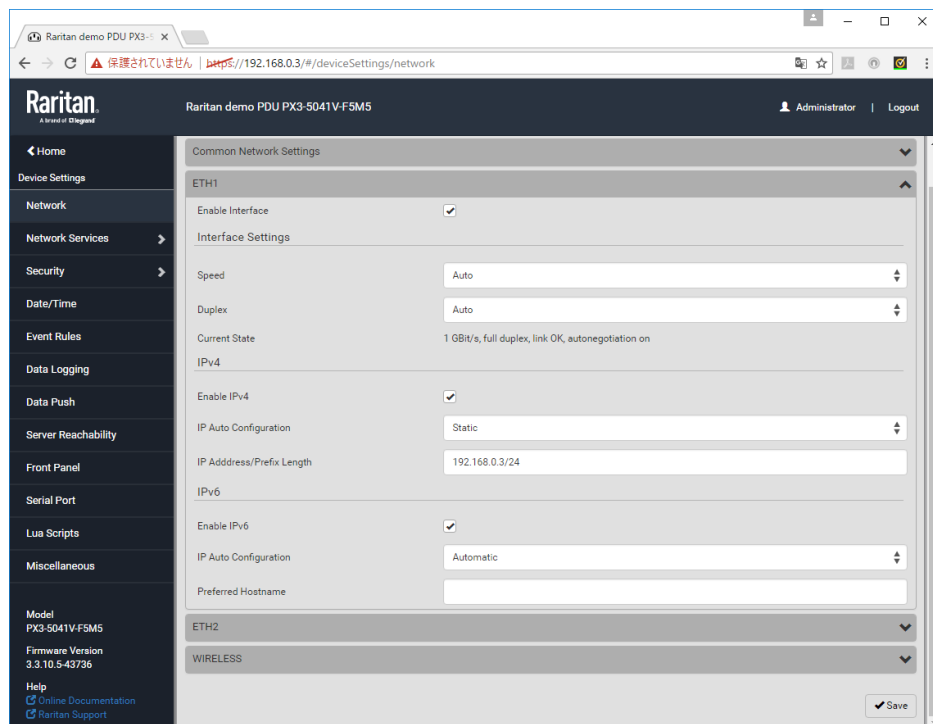 Raritan demo PDU PX3-5
保護されていません | https://192.168.0.3/#/deviceSettings/network
Raritan.
A brand of legrand
Raritan demo PDU PX3-5041V-F5M5
Administrator | Logout
Home
Device Settings
Network
Network Services
Security
Date/Time
Event Rules
Data Logging
Data Push
Server Reachability
Front Panel
Serial Port
Lua Scripts
Miscellaneous
Model
PX3-5041V-F5M5
Firmware Version
3.3.10.5-43736
Help
Online Documentation
Raritan Support
Common Network Settings
ETH1
Enable Interface
Interface Settings
Speed Auto
Duplex Auto
Current State 1 GBit/s, full duplex, link OK, autonegotiation on
IPv4
Enable IPv4
IP Auto Configuration Static
IP Adddress/Prefix Length 192.168.0.3/24
IPv6
Enable IPv6
IP Auto Configuration Automatic
Preferred Hostname
ETH2
WIRELESS
Save